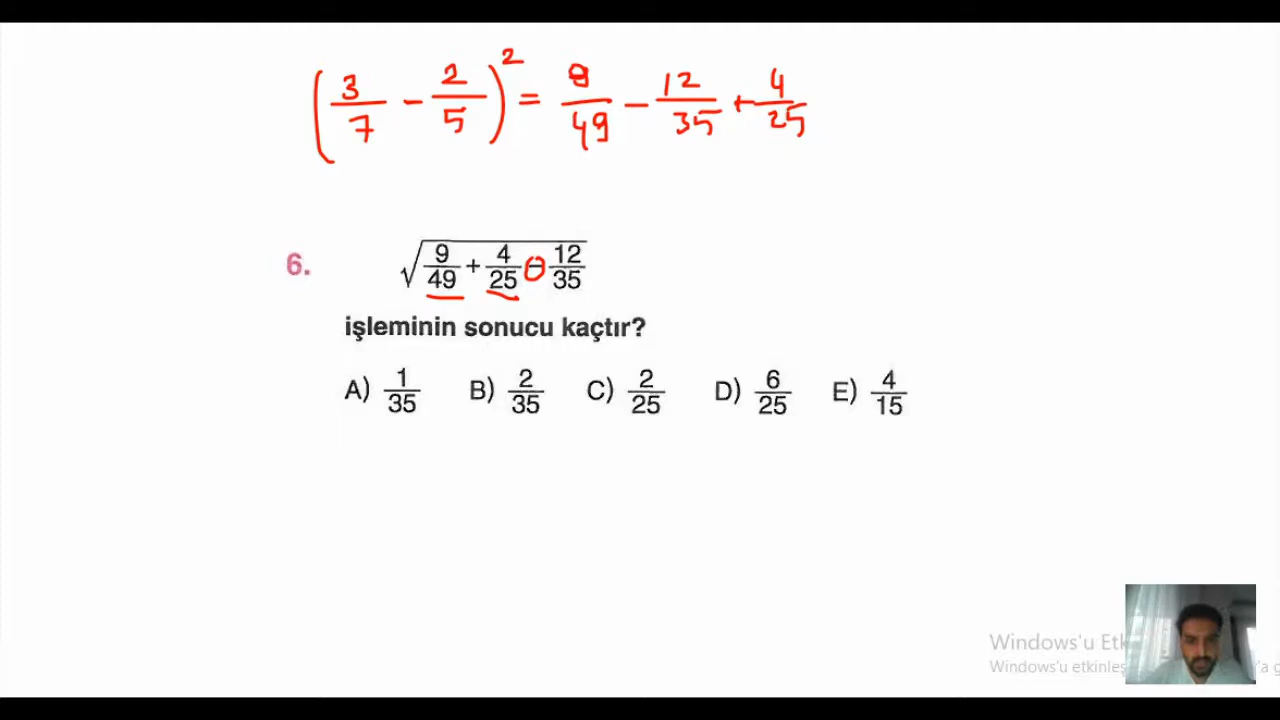 (3/7 - 2/5)² = 9/49 - 12/35 + 4/25
6. √(9/49 + 4/25 - 12/35)
işleminin sonucu kaçtır?
A) 1/35 B) 2/35 C) 2/25 D) 6/25 E) 4/15
Windows'u Etk
Windows'u etkinleş 'a g